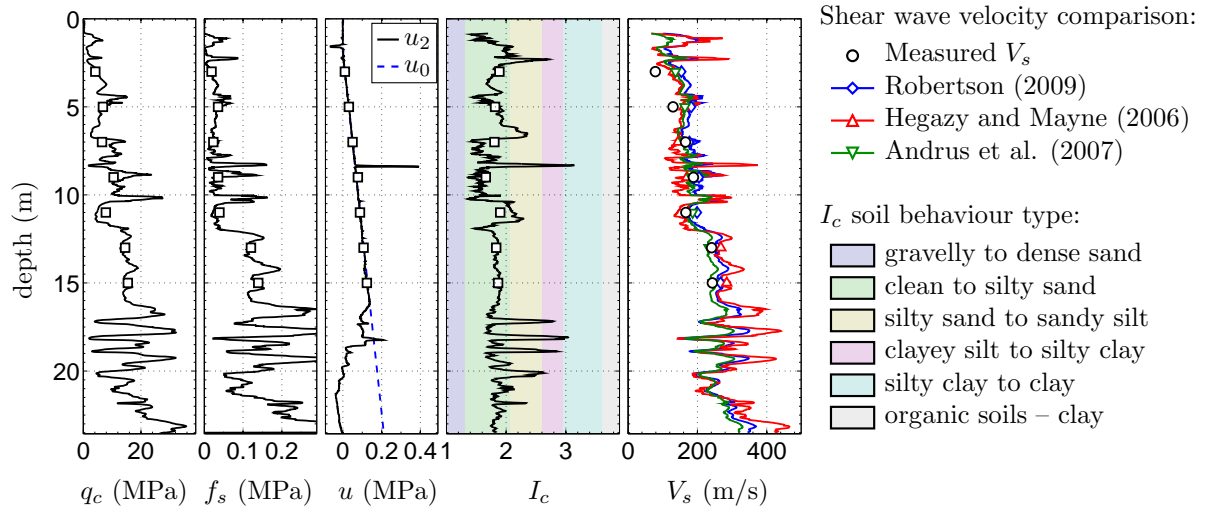 0
5
10
15
20
depth (m)
0 20
q_c (MPa)
0 0.1 0.2
f_s (MPa)
u_2
u_0
0 0.2 0.4
u (MPa)
1 2 3
I_c
0 200 400
V_s (m/s)
Shear wave velocity comparison:
Measured V_s
Robertson (2009)
Hegazy and Mayne (2006)
Andrus et al. (2007)
I_c soil behaviour type:
gravelly to dense sand
clean to silty sand
silty sand to sandy silt
clayey silt to silty clay
silty clay to clay
organic soils – clay